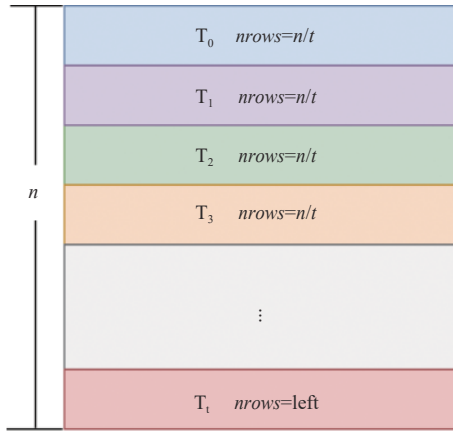 T₀ nrows=n/t
T₁ nrows=n/t
T₂ nrows=n/t
n
T₃ nrows=n/t
⋮
Tₜ nrows=left